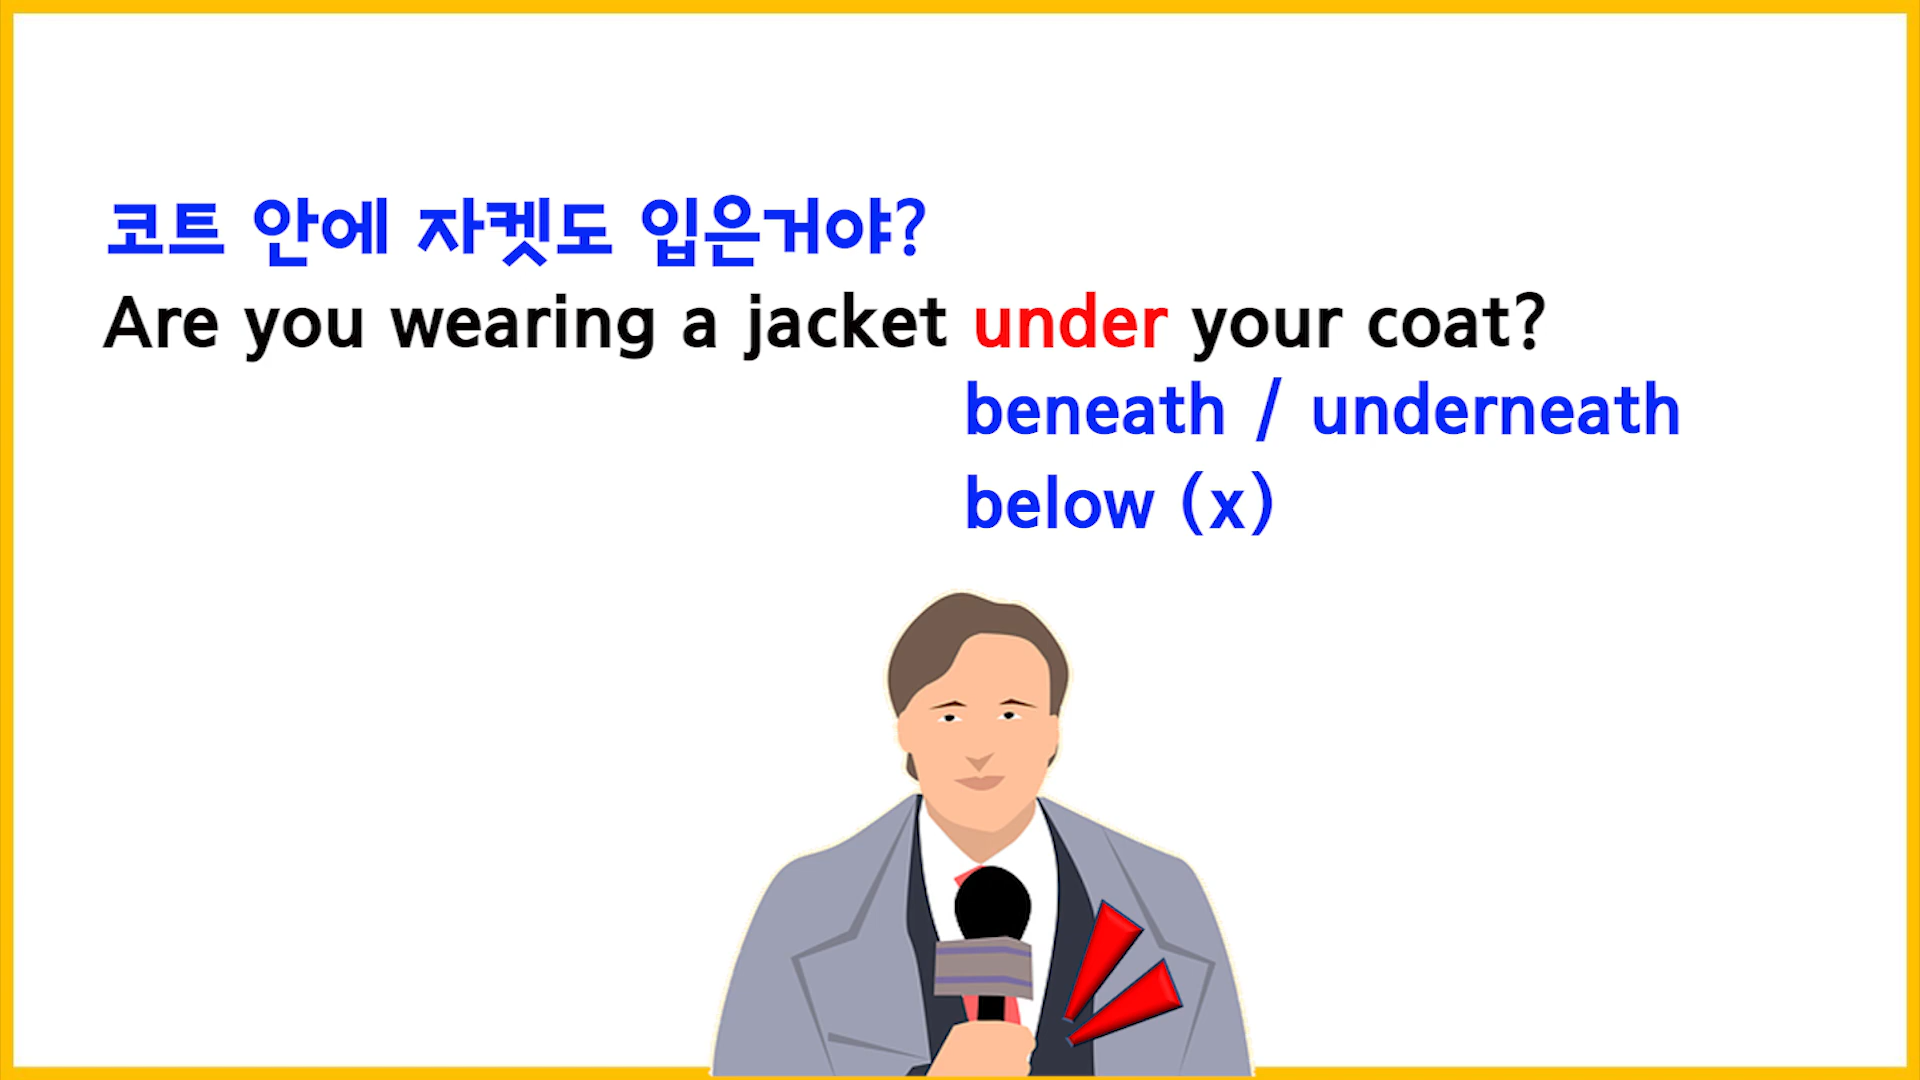 코트 안에 자켓도 입은거야?
Are you wearing a jacket under your coat?
beneath / underneath
below (x)